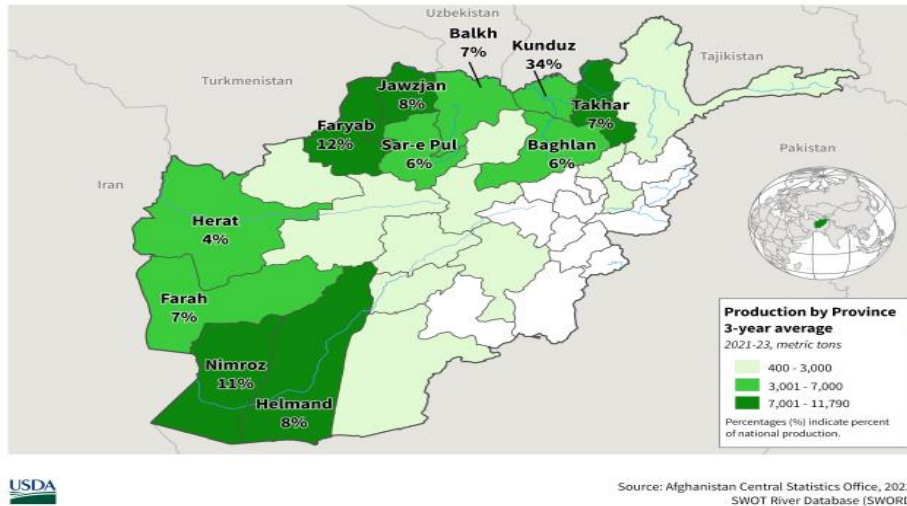 Uzbekistan
Balkh
7%
Kunduz
34%
Tajikistan
Turkmenistan
Jawzjan
8%
Takhar
7%
Faryab
12%
Sar-e Pul
6%
Baghlan
6%
Pakistan
Iran
Herat
4%
Farah
7%
Nimroz
11%
Helmand
8%
Production by Province
3-year average
2021-23, metric tons
400 - 3,000
3,001 - 7,000
7,001 - 11,790
Percentages (%) indicate percent
of national production.
USDA
Source: Afghanistan Central Statistics Office, 202
SWOT River Database (SWORD